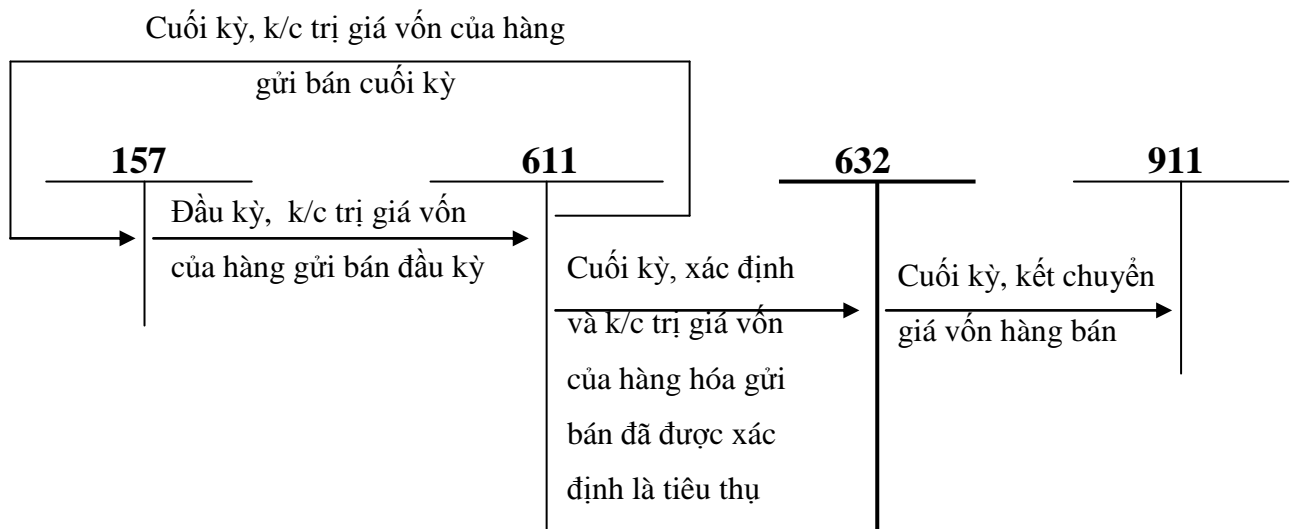 Cuối kỳ, k/c trị giá vốn của hàng
gửi bán cuối kỳ
157
611
632
911
Đầu kỳ, k/c trị giá vốn
của hàng gửi bán đầu kỳ
Cuối kỳ, xác định
và k/c trị giá vốn
của hàng hóa gửi
bán đã được xác
định là tiêu thụ
Cuối kỳ, kết chuyển
giá vốn hàng bán